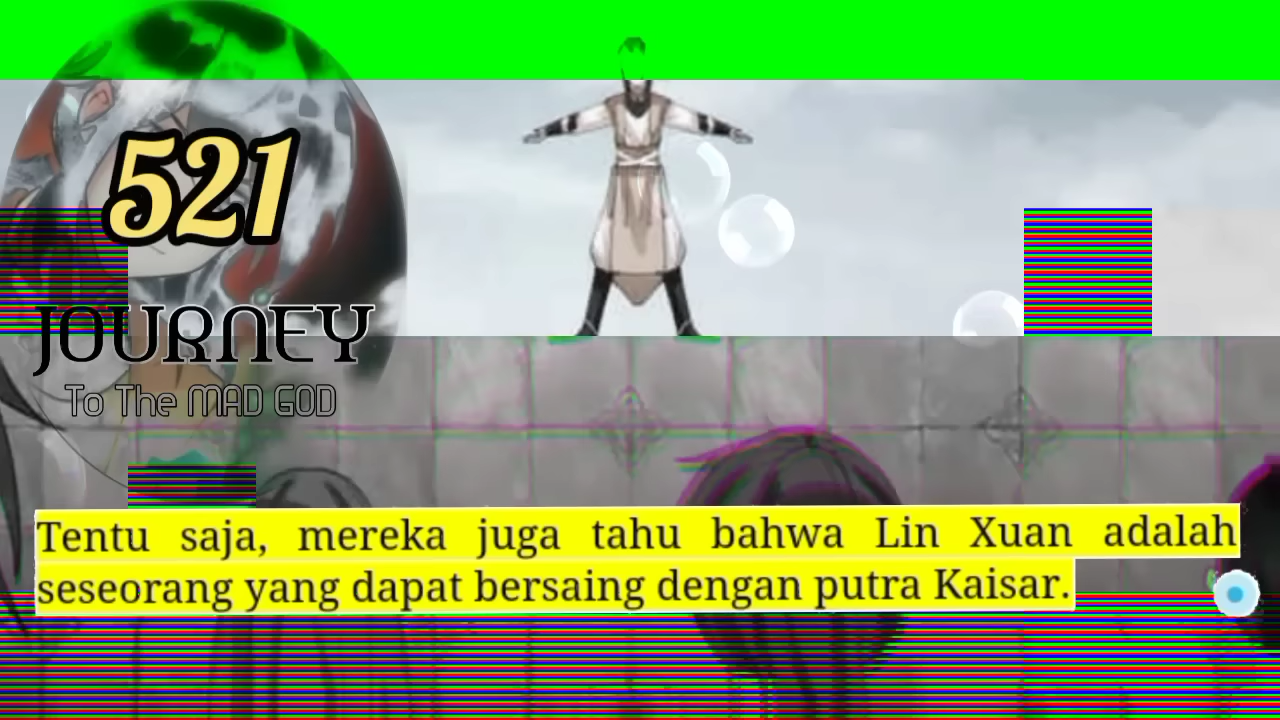 521
JOURNEY
To The MAD GOD
Tentu saja, mereka juga tahu bahwa Lin Xuan adalah
seseorang yang dapat bersaing dengan putra Kaisar.